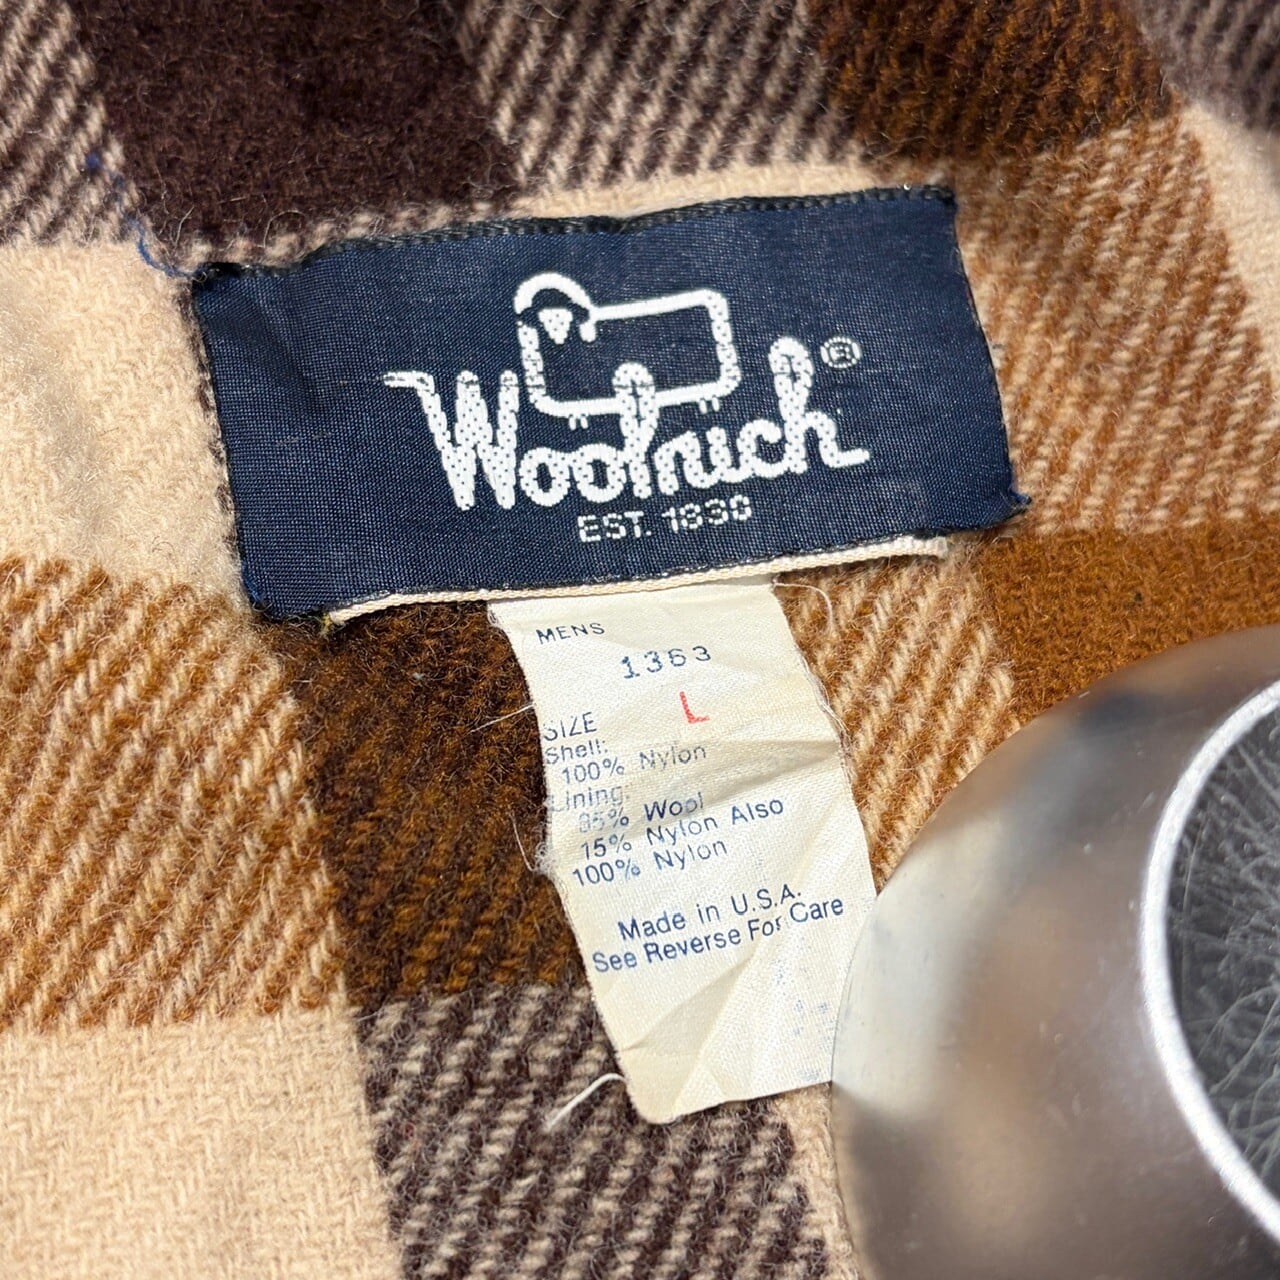 Woolrich®
EST. 1830
MENS
1363
L
SIZE
Shell:
100% Nylon
Lining:
85% Wool
15% Nylon Also
100% Nylon
Made in U.S.A.
See Reverse For Care